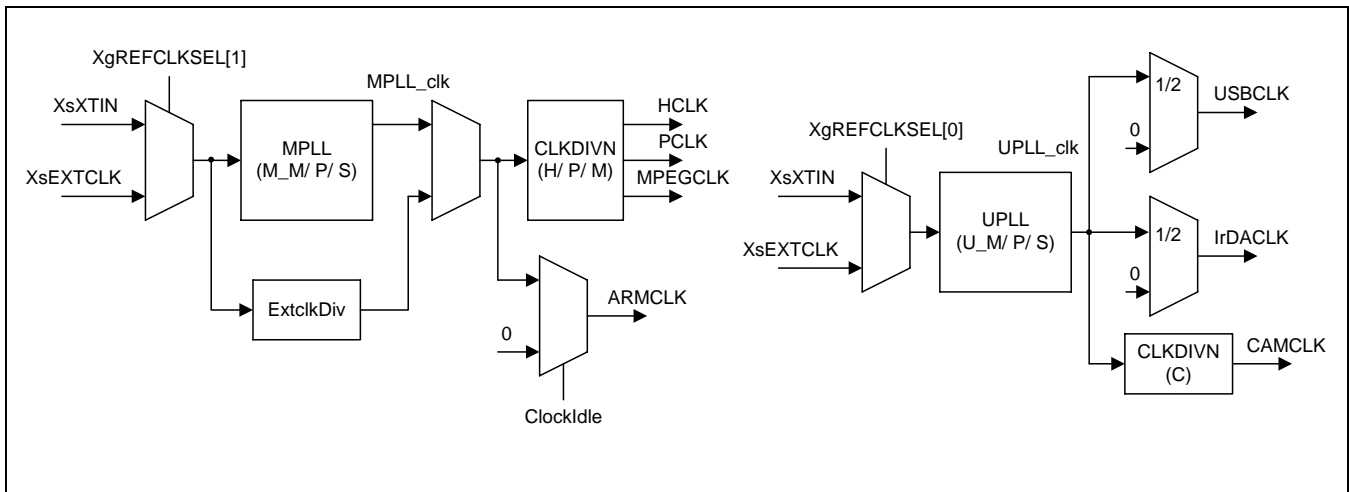 XgREFCLKSEL[1]
XsXTIN
XsEXTCLK
MPLL
(M_M/ P/ S)
ExtclkDiv
MPLL_clk
CLKDIVN
(H/ P/ M)
HCLK
PCLK
MPEGCLK
0
ARMCLK
ClockIdle
XgREFCLKSEL[0]
XsXTIN
XsEXTCLK
UPLL
(U_M/ P/ S)
UPLL_clk
1/2
0
USBCLK
1/2
0
IrDACLK
CLKDIVN
(C)
CAMCLK